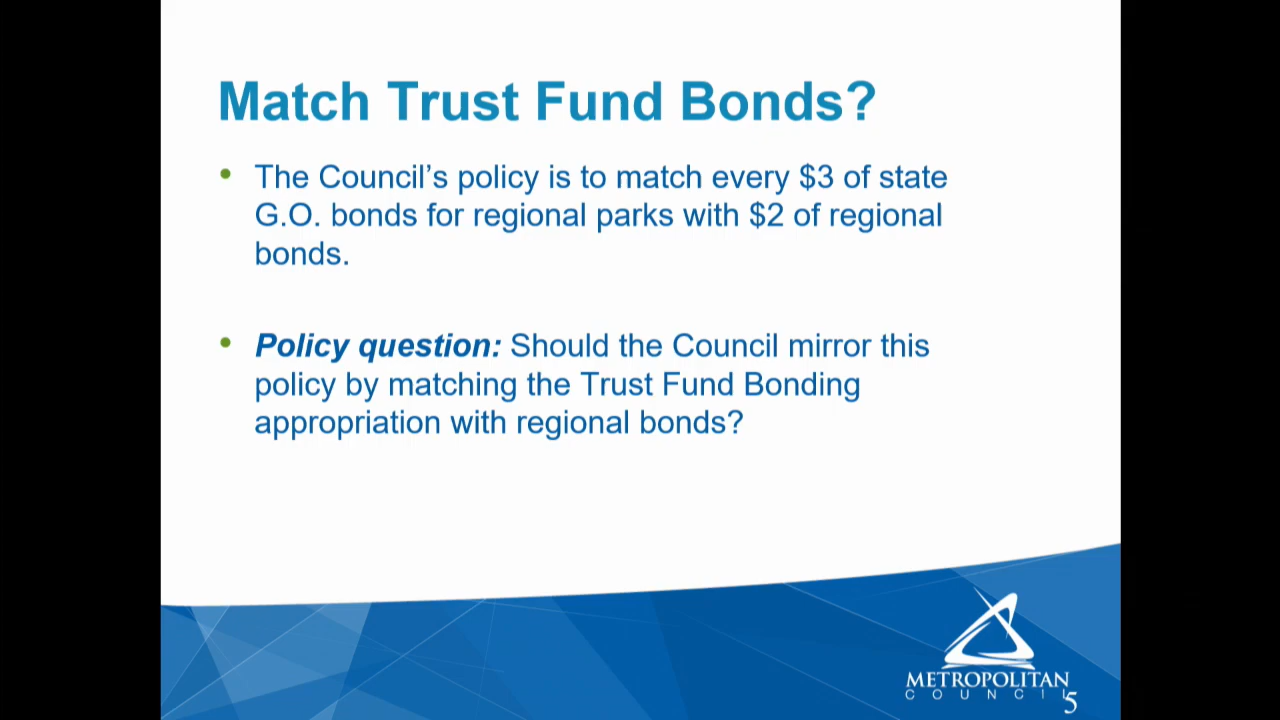 Match Trust Fund Bonds?
• The Council’s policy is to match every $3 of state
G.O. bonds for regional parks with $2 of regional
bonds.
• Policy question: Should the Council mirror this
policy by matching the Trust Fund Bonding
appropriation with regional bonds?
METROPOLITAN
COUNCIL
5